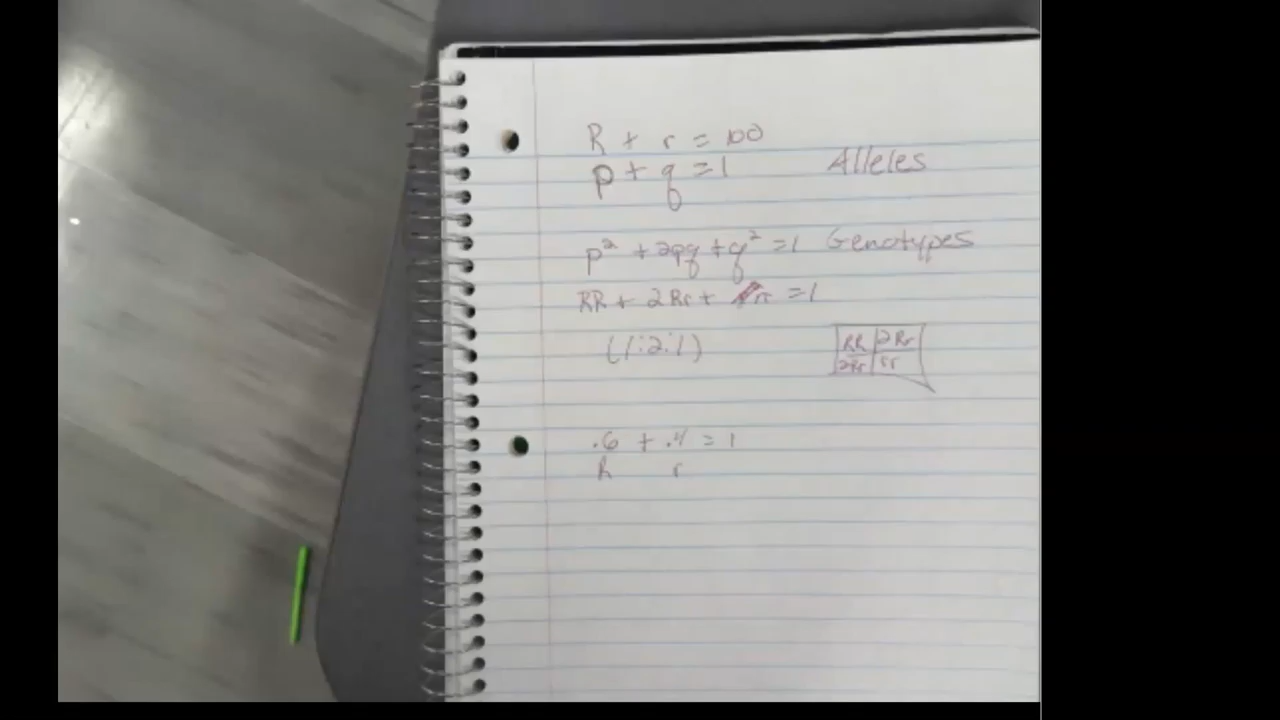 R + r = 100
p + q = 1 Alleles
p² + 2pq + q² = 1 Genotypes
RR + 2Rr + rr = 1
(1:2:1)
RR 2Rr
2Rr rr
.6 + .4 = 1
R r